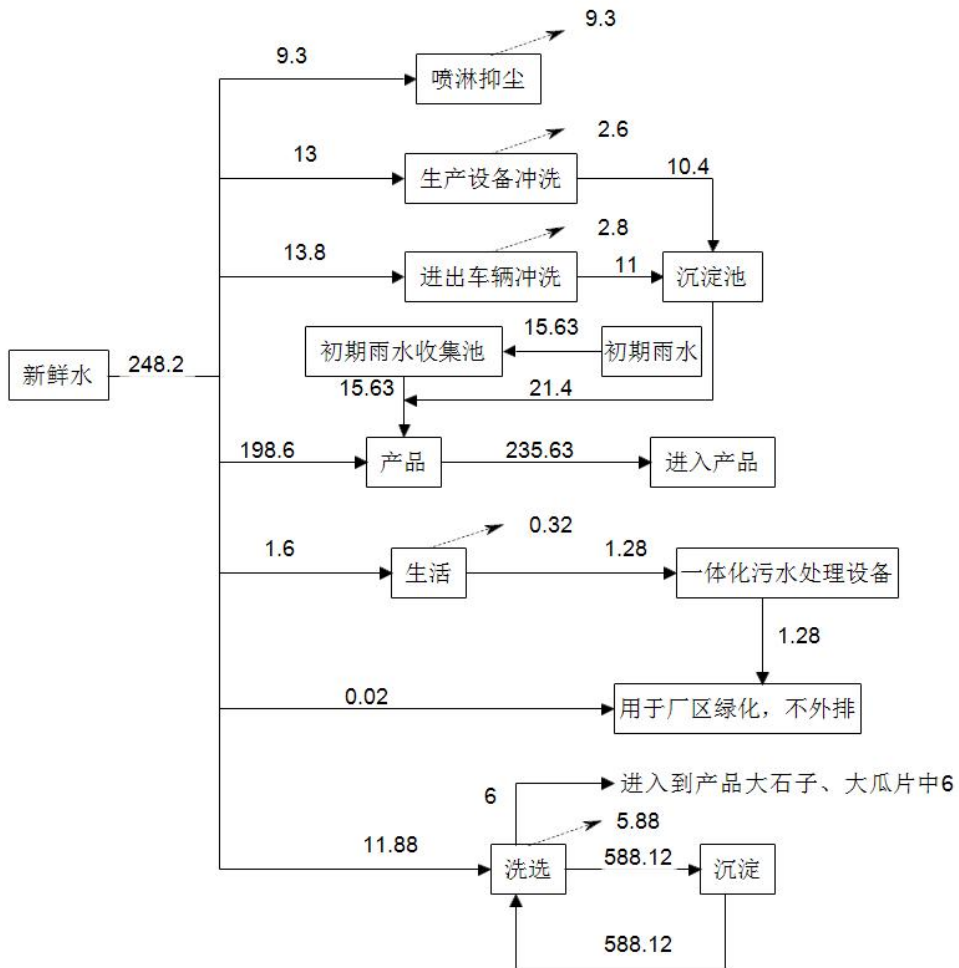 9.3
9.3
喷淋抑尘
2.6
13
生产设备冲洗
10.4
2.8
13.8
进出车辆冲洗
11
沉淀池
15.63
初期雨水收集池
初期雨水
新鲜水
248.2
15.63
21.4
198.6
产品
235.63
进入产品
0.32
1.6
生活
1.28
一体化污水处理设备
1.28
0.02
用于厂区绿化，不外排
进入到产品大石子、大瓜片中6
6
5.88
11.88
洗选
588.12
沉淀
588.12